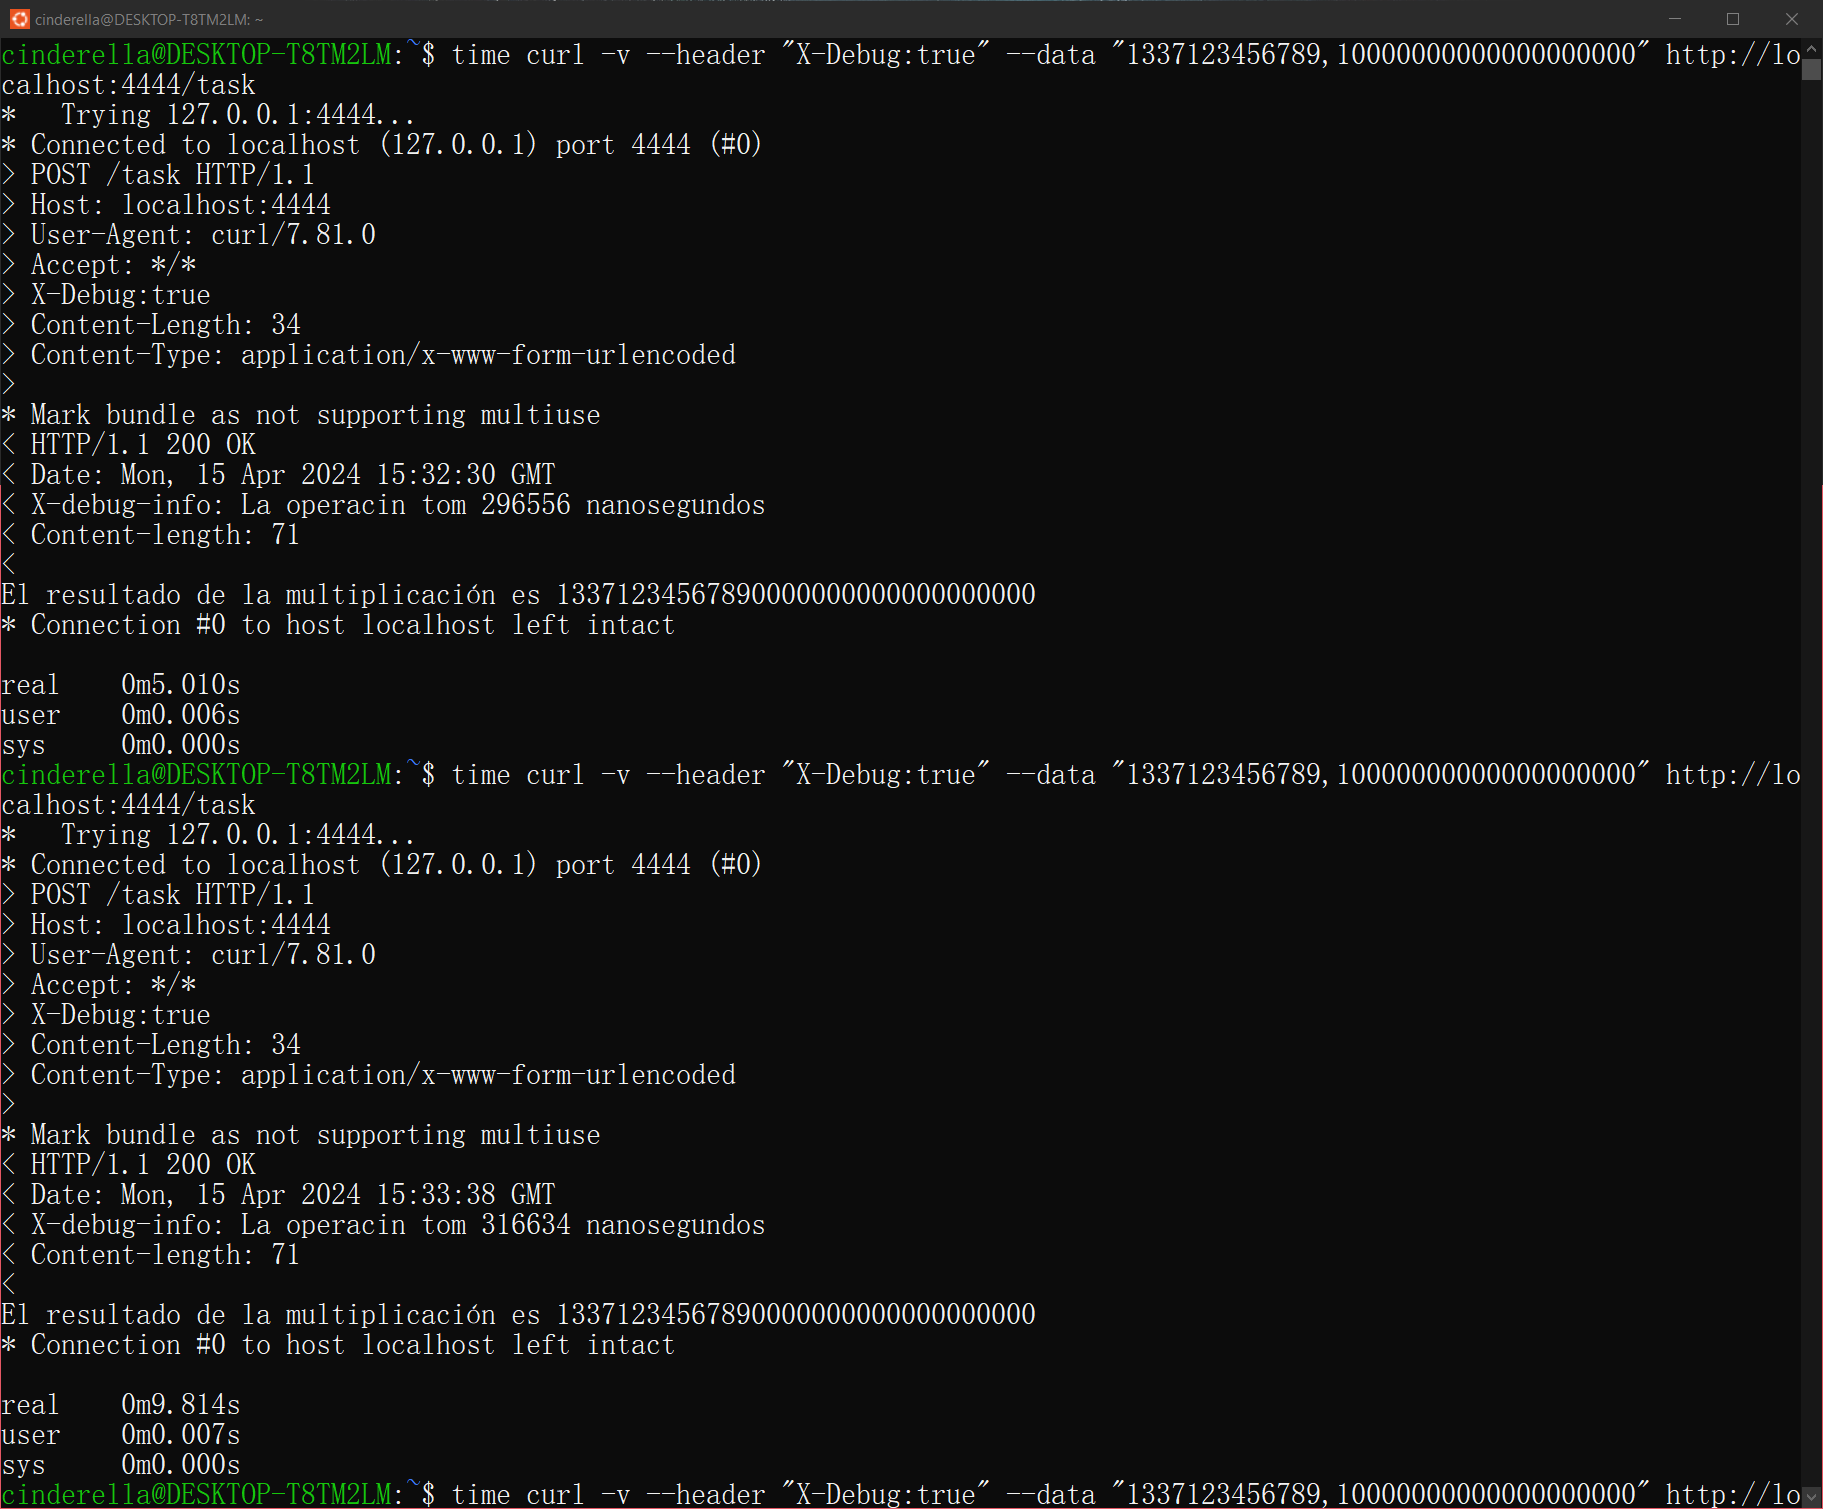 cinderella@DESKTOP-T8TM2LM: ~
cinderella@DESKTOP-T8TM2LM:~$ time curl -v --header "X-Debug:true" --data "1337123456789,10000000000000000000" http://lo
calhost:4444/task
*   Trying 127.0.0.1:4444...
* Connected to localhost (127.0.0.1) port 4444 (#0)
> POST /task HTTP/1.1
> Host: localhost:4444
> User-Agent: curl/7.81.0
> Accept: */*
> X-Debug:true
> Content-Length: 34
> Content-Type: application/x-www-form-urlencoded
>
* Mark bundle as not supporting multiuse
< HTTP/1.1 200 OK
< Date: Mon, 15 Apr 2024 15:32:30 GMT
< X-debug-info: La operacin tom 296556 nanosegundos
< Content-length: 71
<
El resultado de la multiplicación es 13371234567890000000000000000000
* Connection #0 to host localhost left intact
real    0m5.010s
user    0m0.006s
sys     0m0.000s
cinderella@DESKTOP-T8TM2LM:~$ time curl -v --header "X-Debug:true" --data "1337123456789,10000000000000000000" http://lo
calhost:4444/task
*   Trying 127.0.0.1:4444...
* Connected to localhost (127.0.0.1) port 4444 (#0)
> POST /task HTTP/1.1
> Host: localhost:4444
> User-Agent: curl/7.81.0
> Accept: */*
> X-Debug:true
> Content-Length: 34
> Content-Type: application/x-www-form-urlencoded
>
* Mark bundle as not supporting multiuse
< HTTP/1.1 200 OK
< Date: Mon, 15 Apr 2024 15:33:38 GMT
< X-debug-info: La operacin tom 316634 nanosegundos
< Content-length: 71
<
El resultado de la multiplicación es 13371234567890000000000000000000
* Connection #0 to host localhost left intact
real    0m9.814s
user    0m0.007s
sys     0m0.000s
cinderella@DESKTOP-T8TM2LM:~$ time curl -v --header "X-Debug:true" --data "1337123456789,10000000000000000000" http://lo